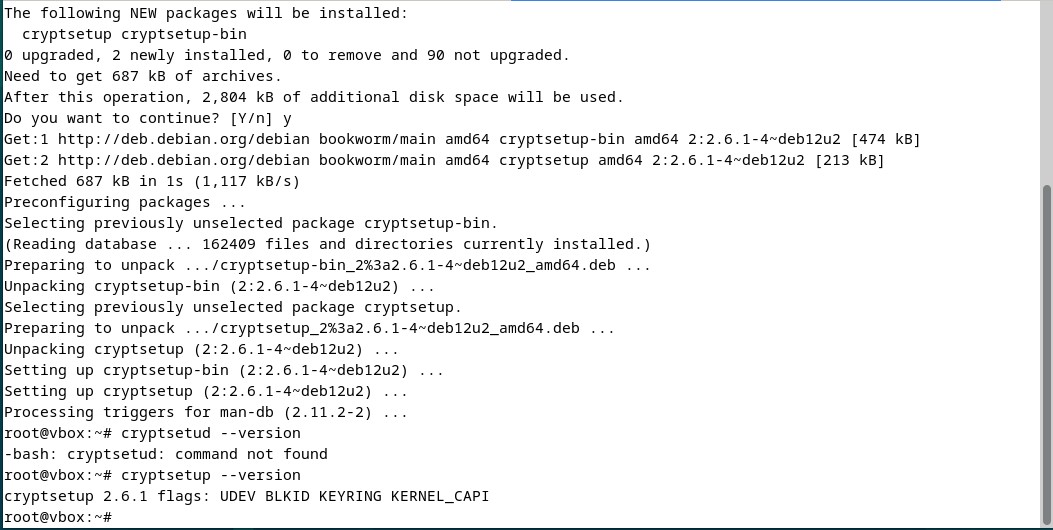 The following NEW packages will be installed:
  cryptsetup cryptsetup-bin
0 upgraded, 2 newly installed, 0 to remove and 90 not upgraded.
Need to get 687 kB of archives.
After this operation, 2,804 kB of additional disk space will be used.
Do you want to continue? [Y/n] y
Get:1 http://deb.debian.org/debian bookworm/main amd64 cryptsetup-bin amd64 2:2.6.1-4~deb12u2 [474 kB]
Get:2 http://deb.debian.org/debian bookworm/main amd64 cryptsetup amd64 2:2.6.1-4~deb12u2 [213 kB]
Fetched 687 kB in 1s (1,117 kB/s)
Preconfiguring packages ...
Selecting previously unselected package cryptsetup-bin.
(Reading database ... 162409 files and directories currently installed.)
Preparing to unpack .../cryptsetup-bin_2%3a2.6.1-4~deb12u2_amd64.deb ...
Unpacking cryptsetup-bin (2:2.6.1-4~deb12u2) ...
Selecting previously unselected package cryptsetup.
Preparing to unpack .../cryptsetup_2%3a2.6.1-4~deb12u2_amd64.deb ...
Unpacking cryptsetup (2:2.6.1-4~deb12u2) ...
Setting up cryptsetup-bin (2:2.6.1-4~deb12u2) ...
Setting up cryptsetup (2:2.6.1-4~deb12u2) ...
Processing triggers for man-db (2.11.2-2) ...
root@vbox:~# cryptsetud --version
-bash: cryptsetud: command not found
root@vbox:~# cryptsetup --version
cryptsetup 2.6.1 flags: UDEV BLKID KEYRING KERNEL_CAPI
root@vbox:~#